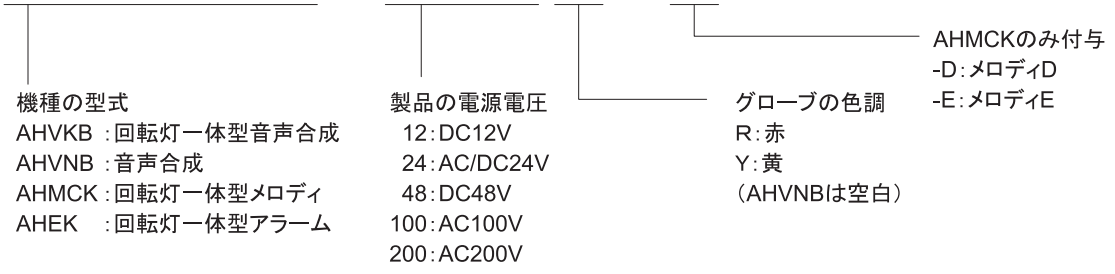 機種の型式
AHVKB :回転灯一体型音声合成
AHVNB :音声合成
AHMCK :回転灯一体型メロディ
AHEK :回転灯一体型アラーム
製品の電源電圧
12:DC12V
24:AC/DC24V
48:DC48V
100:AC100V
200:AC200V
グローブの色調
R:赤
Y:黄
(AHVNBは空白)
AHMCKのみ付与
-D:メロディD
-E:メロディE